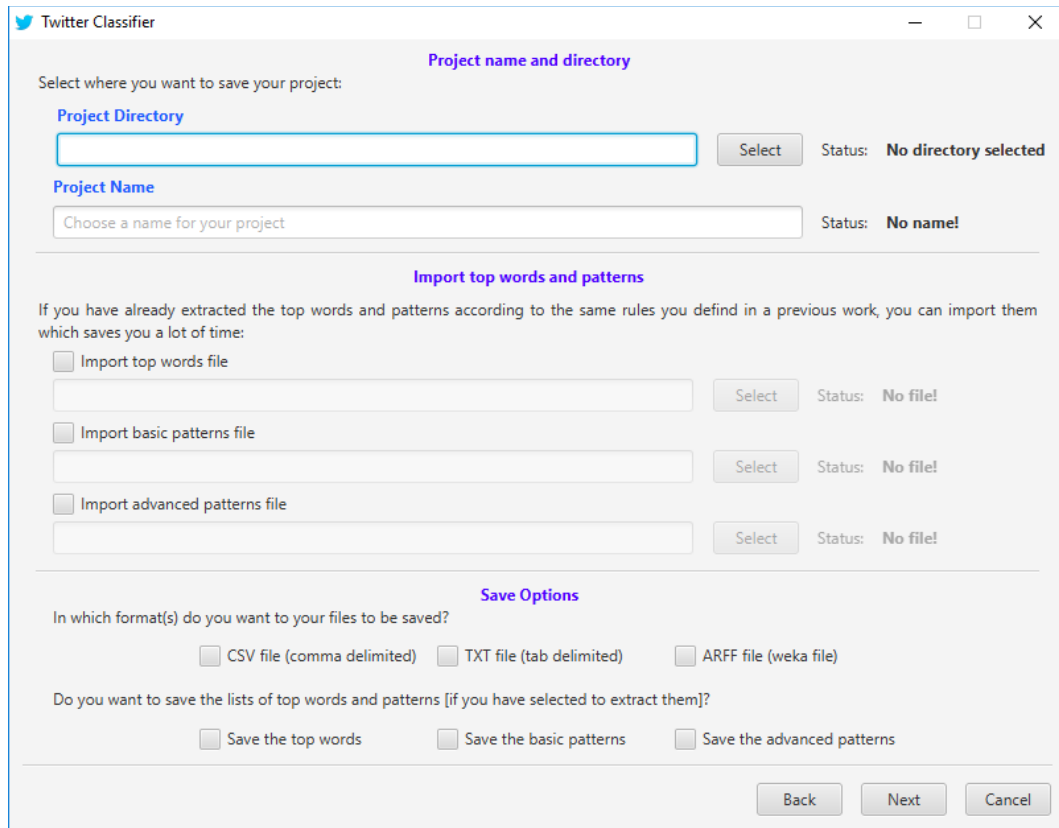 Twitter Classifier
Project name and directory
Select where you want to save your project:
Project Directory
Select Status: No directory selected
Project Name
Choose a name for your project Status: No name!
Import top words and patterns
If you have already extracted the top words and patterns according to the same rules you defind in a previous work, you can import them
which saves you a lot of time:
Import top words file
Select Status: No file!
Import basic patterns file
Select Status: No file!
Import advanced patterns file
Select Status: No file!
Save Options
In which format(s) do you want to your files to be saved?
CSV file (comma delimited) TXT file (tab delimited) ARFF file (weka file)
Do you want to save the lists of top words and patterns [if you have selected to extract them]?
Save the top words Save the basic patterns Save the advanced patterns
Back Next Cancel